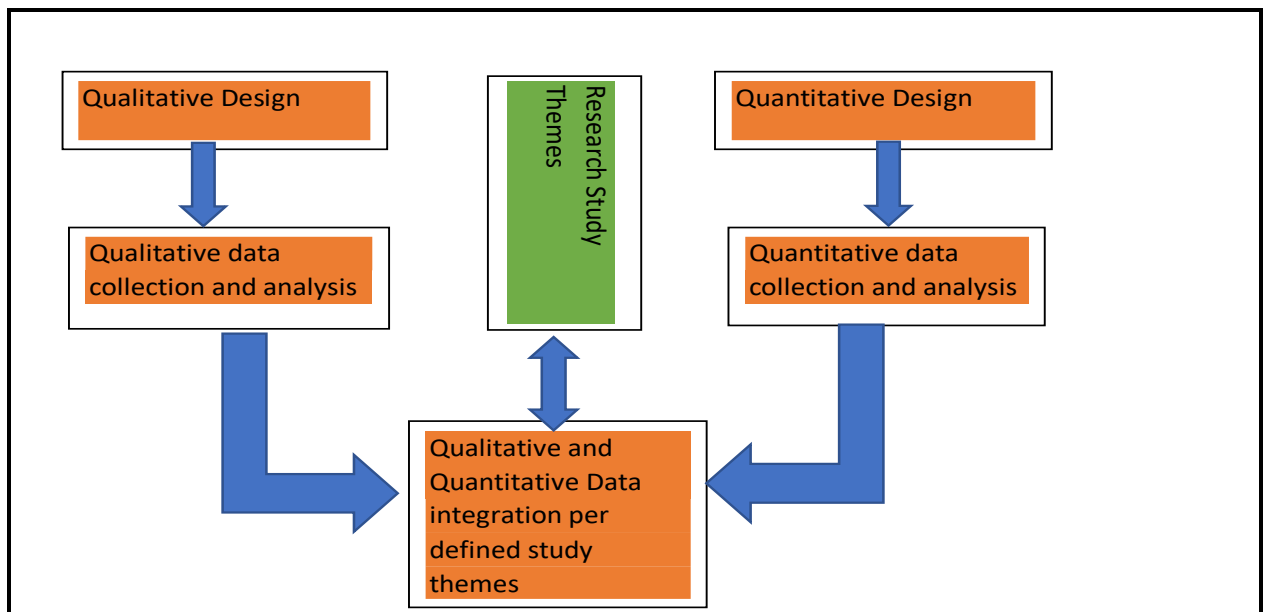 Qualitative Design
Research Study
Themes
Quantitative Design
Qualitative data
collection and analysis
Quantitative data
collection and analysis
Qualitative and
Quantitative Data
integration per
defined study
themes